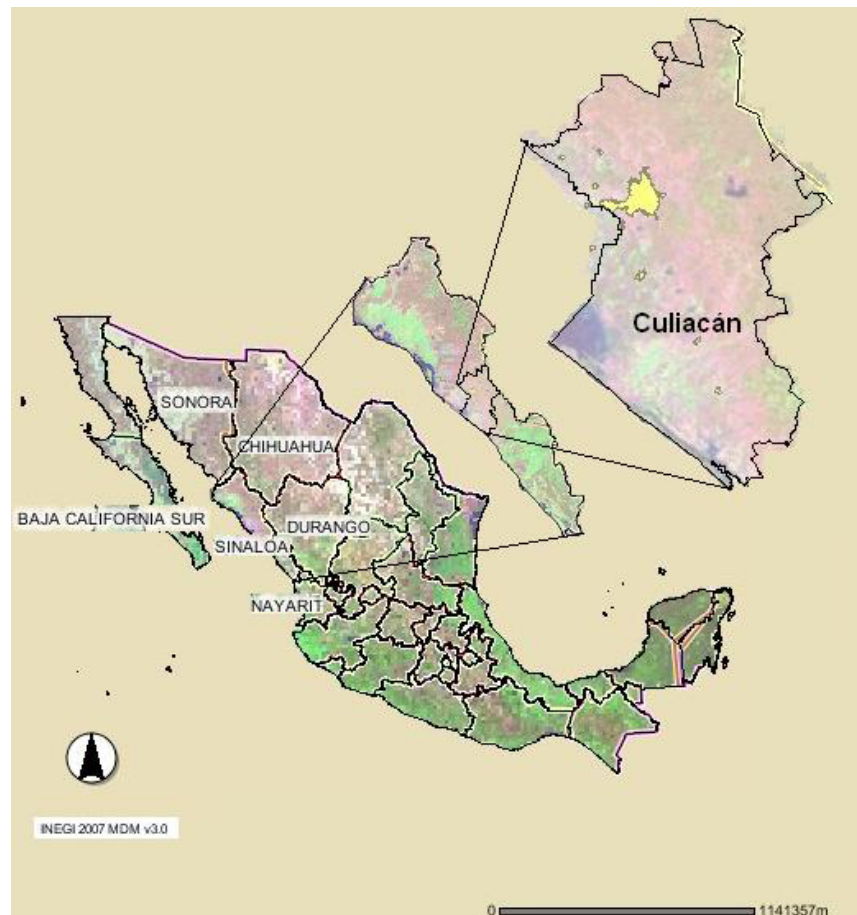 Culiacán
SONORA
CHIHUAHUA
BAJA CALIFORNIA SUR
DURANGO
SINALOA
NAYARIT
INEGI 2007 MDM v3.0
0 1141357m